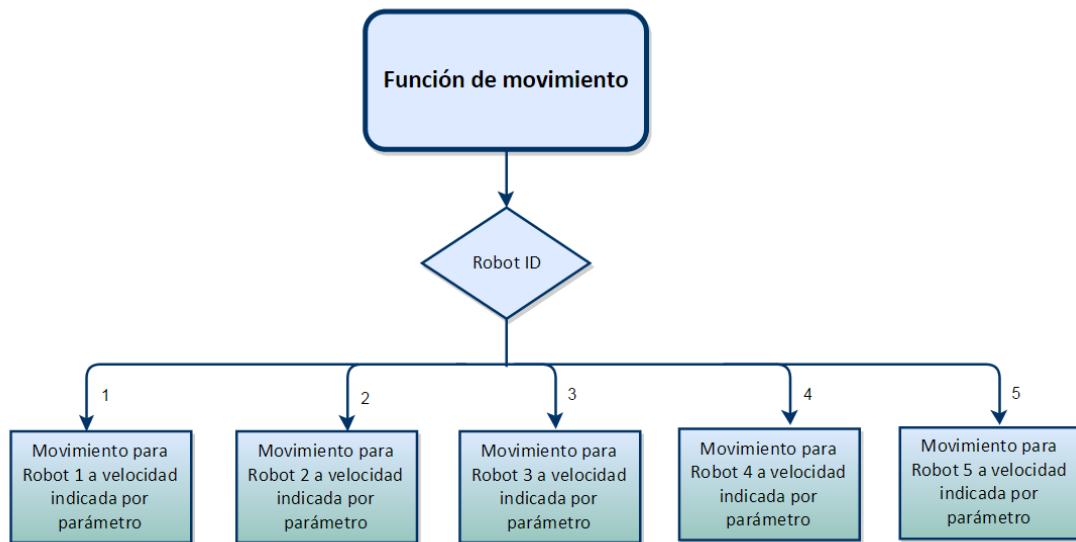 Función de movimiento
Robot ID
1
2
3
4
5
Movimiento para
Robot 1 a velocidad
indicada por
parámetro
Movimiento para
Robot 2 a velocidad
indicada por
parámetro
Movimiento para
Robot 3 a velocidad
indicada por
parámetro
Movimiento para
Robot 4 a velocidad
indicada por
parámetro
Movimiento para
Robot 5 a velocidad
indicada por
parámetro